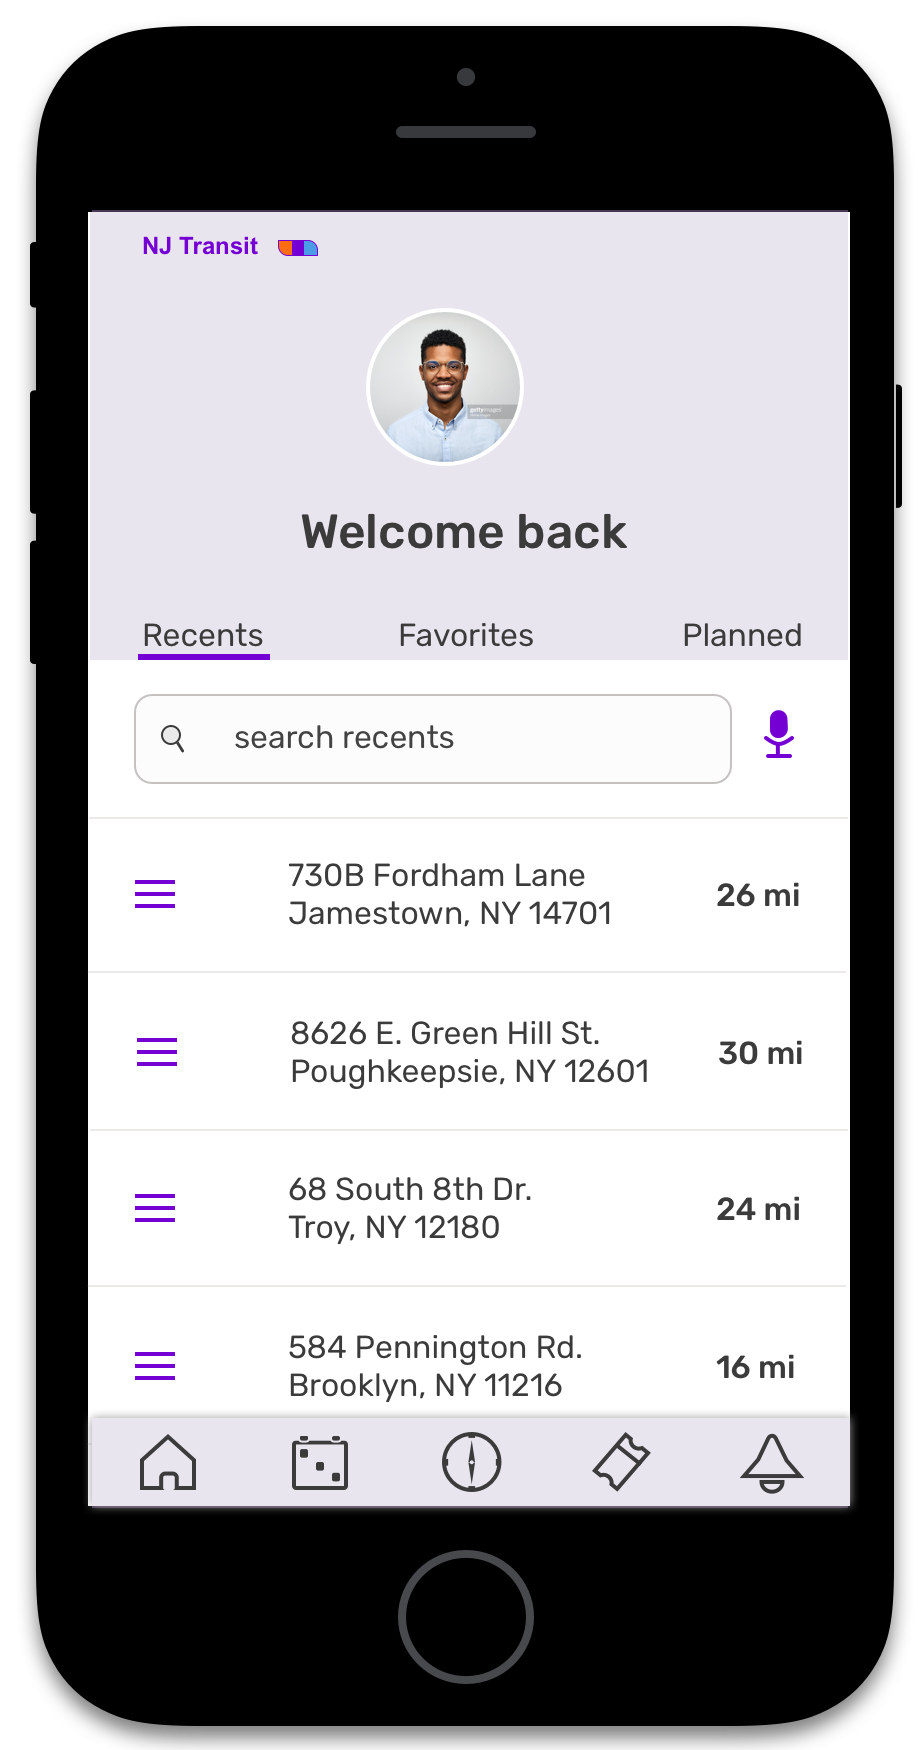 NJ Transit
gettyimages
Welcome back
Recents Favorites Planned
search recents
730B Fordham Lane
Jamestown, NY 14701
26 mi
8626 E. Green Hill St.
Poughkeepsie, NY 12601
30 mi
68 South 8th Dr.
Troy, NY 12180
24 mi
584 Pennington Rd.
Brooklyn, NY 11216
16 mi